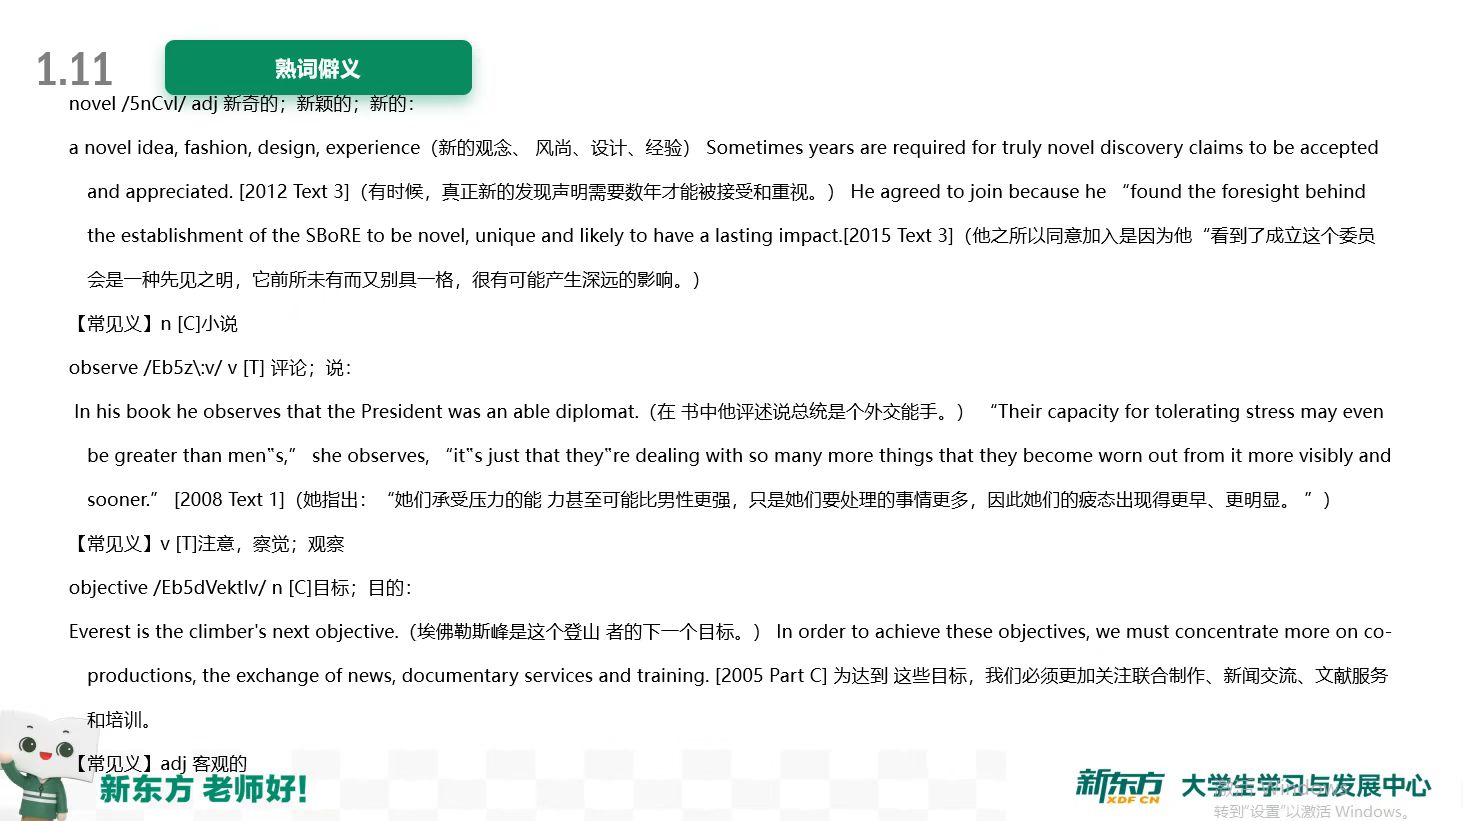 1.11
熟词僻义
novel /5nCvl/ adj 新奇的；新颖的；新的：
a novel idea, fashion, design, experience（新的观念、 风尚、设计、经验） Sometimes years are required for truly novel discovery claims to be accepted
and appreciated. [2012 Text 3]（有时候，真正新的发现声明需要数年才能被接受和重视。） He agreed to join because he “found the foresight behind
the establishment of the SBoRE to be novel, unique and likely to have a lasting impact.[2015 Text 3]（他之所以同意加入是因为他“看到了成立这个委员
会是一种先见之明，它前所未有而又别具一格，很有可能产生深远的影响。）
【常见义】n [C]小说
observe /Eb5z\:v/ v [T] 评论；说：
In his book he observes that the President was an able diplomat.（在 书中他评述说总统是个外交能手。） “Their capacity for tolerating stress may even
be greater than men‟s,” she observes, “it‟s just that they‟re dealing with so many more things that they become worn out from it more visibly and
sooner.” [2008 Text 1]（她指出：“她们承受压力的能 力甚至可能比男性更强，只是她们要处理的事情更多，因此她们的疲态出现得更早、更明显。 ”）
【常见义】v [T]注意，察觉；观察
objective /Eb5dVektIv/ n [C]目标；目的：
Everest is the climber's next objective.（埃佛勒斯峰是这个登山 者的下一个目标。） In order to achieve these objectives, we must concentrate more on co-
productions, the exchange of news, documentary services and training. [2005 Part C] 为达到 这些目标，我们必须更加关注联合制作、新闻交流、文献服务
和培训。
【常见义】adj 客观的
新东方 老师好！
新东方 XDF.CN 大学生学习与发展中心
激活 Windows
转到“设置”以激活 Windows。